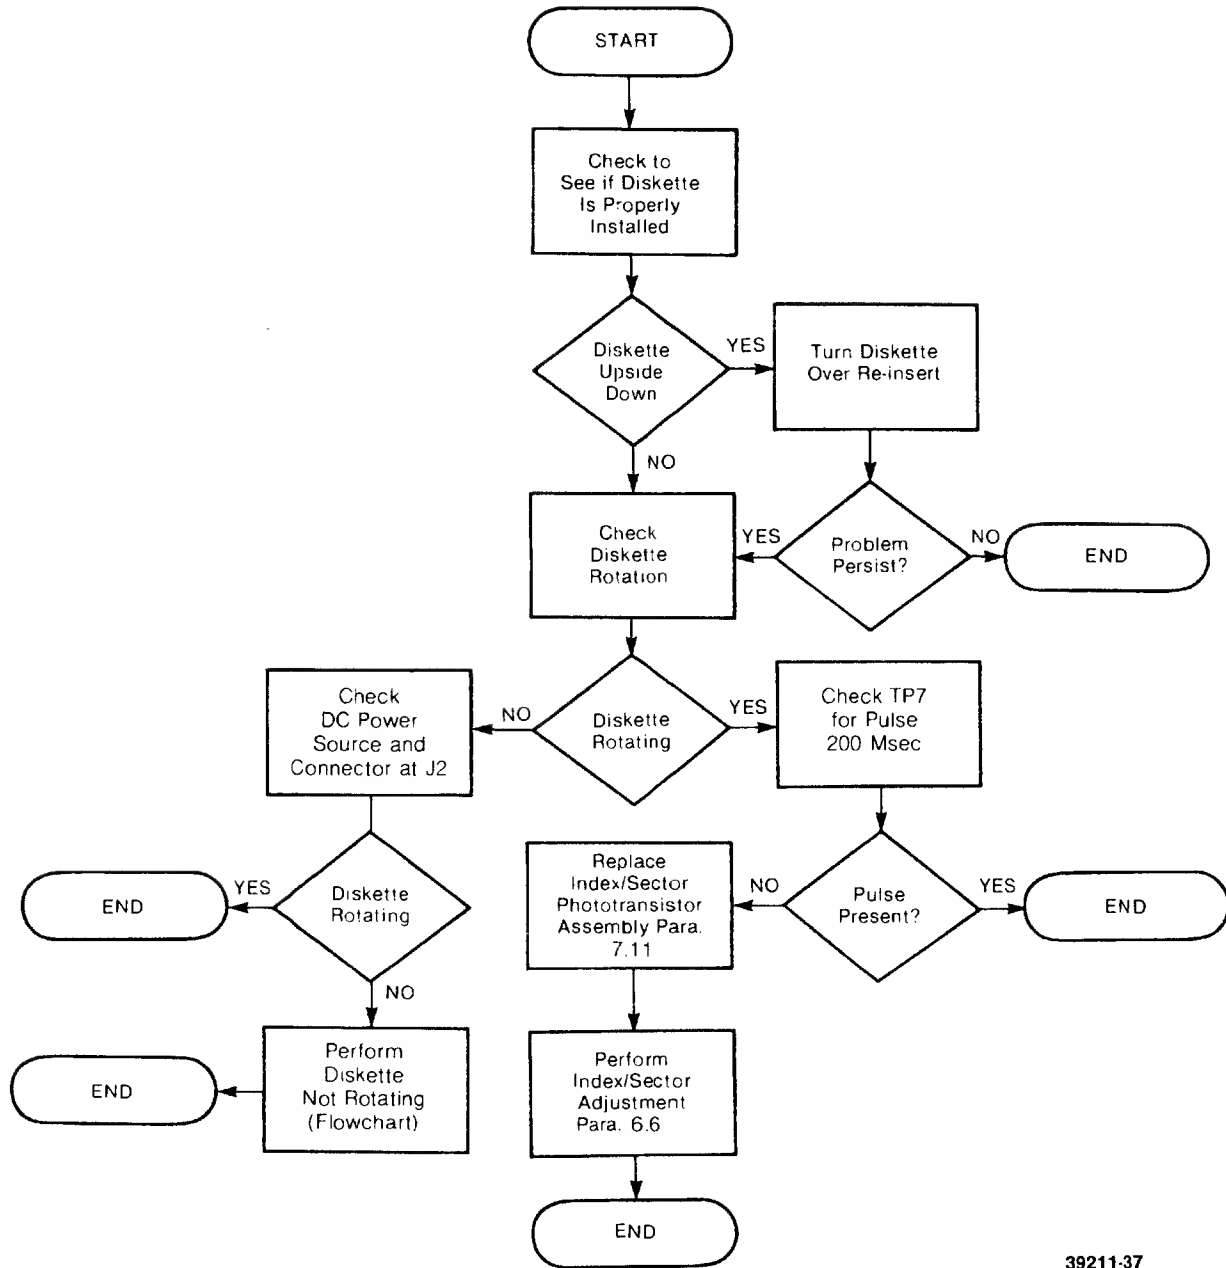 START
Check to
See if Diskette
Is Properly
Installed
Diskette
Upside
Down
YES
Turn Diskette
Over Re-insert
NO
Check
Diskette
Rotation
YES
Problem
Persist?
NO
END
Check
DC Power
Source and
Connector at J2
NO
Diskette
Rotating
YES
Check TP7
for Pulse
200 Msec
END
YES
Diskette
Rotating
Replace
Index/Sector
Phototransistor
Assembly Para.
7.11
NO
Pulse
Present?
YES
END
NO
END
Perform
Diskette
Not Rotating
(Flowchart)
Perform
Index/Sector
Adjustment
Para. 6.6
END
39211-37